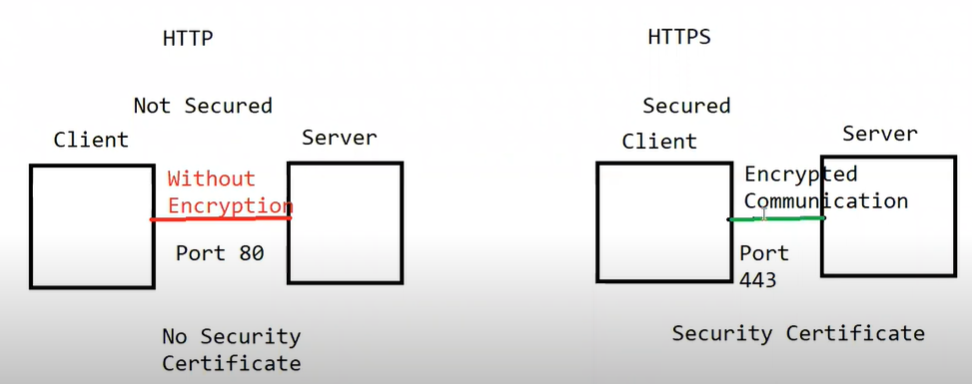 HTTP
Not Secured
Client
Server
Without
Encryption
Port 80
No Security
Certificate
HTTPS
Secured
Client
Server
Encrypted
Communication
Port
443
Security Certificate